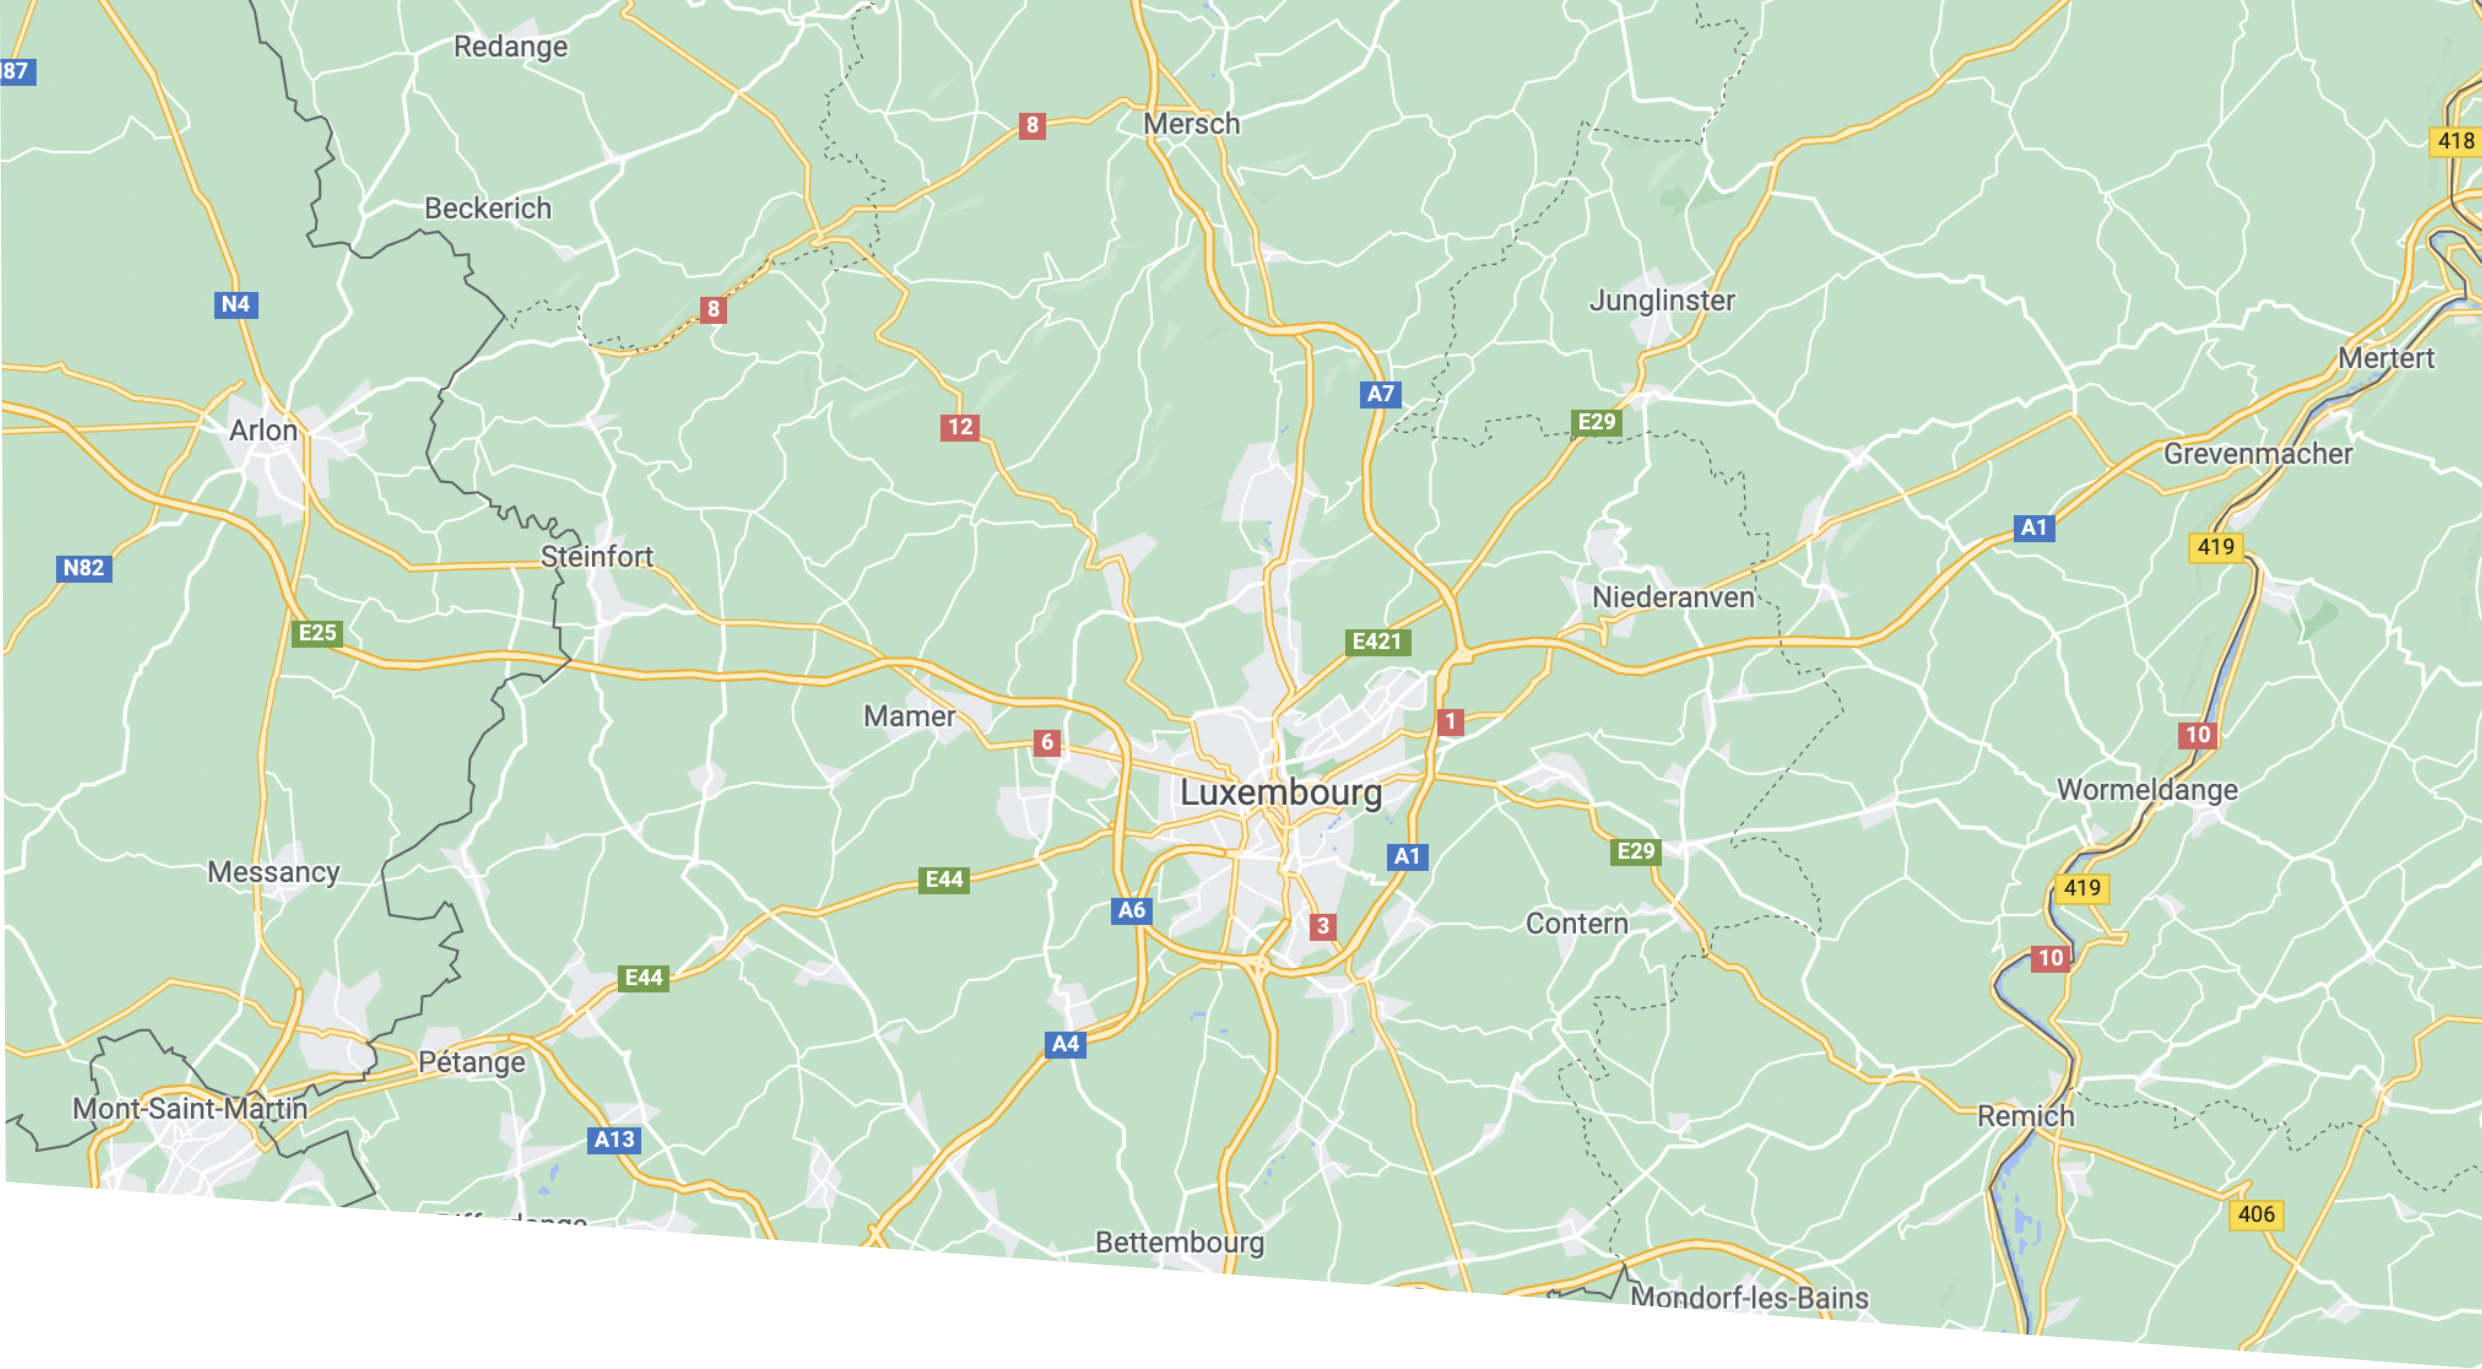 Redange
N87
8
Mersch
418
Beckerich
N4
8
Junglinster
Mertert
A7
Arlon
12
E29
Grevenmacher
A1
419
Steinfort
N82
Niederanven
E25
E421
Mamer
1
10
6
Luxembourg
Wormeldange
E29
A1
Messancy
E44
419
A6
3
Contern
10
E44
A4
Pétange
Mont-Saint-Martin
Remich
A13
406
Bettembourg
Mondorf-les-Bains